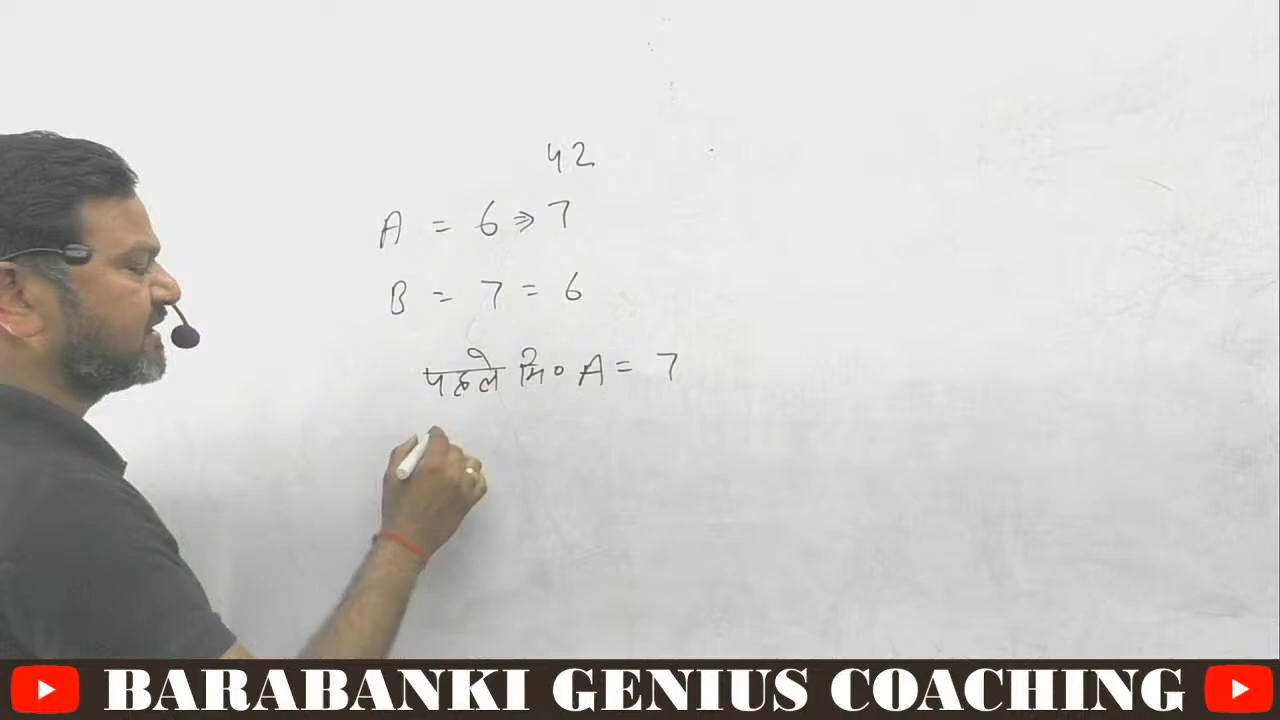 42
A = 6 ⇒ 7
B = 7 = 6
पहले मि० A = 7
BARABANKI GENIUS COACHING